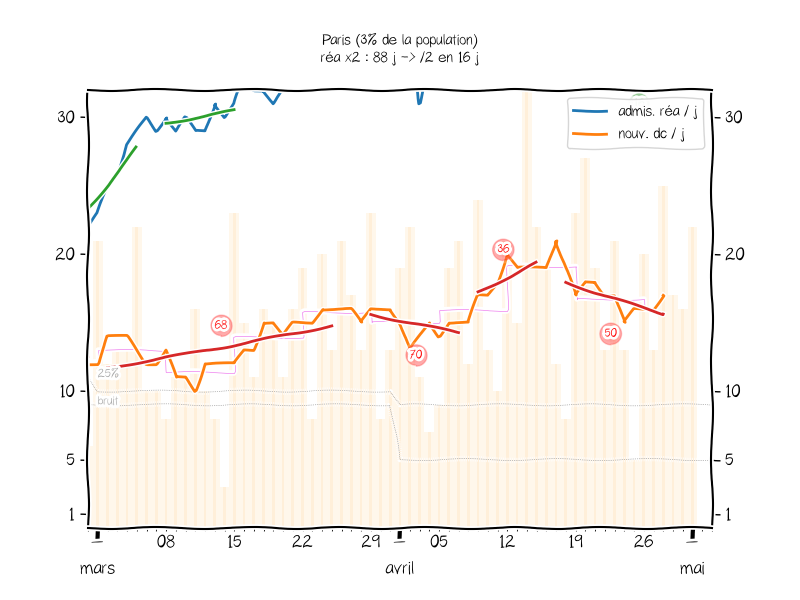 Paris (3% de la population)
réa x2 : 88 j -> /2 en 16 j
admis. réa / j
nouv. dc / j
30
20
10
5
1
30
20
10
5
1
36
68
70
50
25%
bruit
08
15
22
29
05
12
19
26
mars
avril
mai